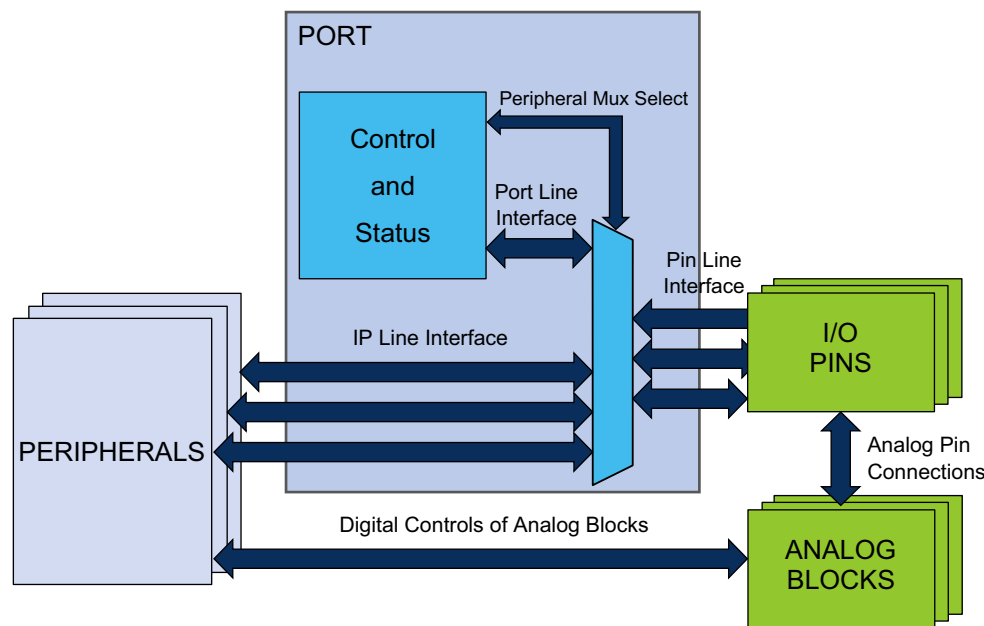 PORT
Peripheral Mux Select
Control
and
Status
Port Line
Interface
Pin Line
Interface
IP Line Interface
I/O
PINS
PERIPHERALS
Analog Pin
Connections
Digital Controls of Analog Blocks
ANALOG
BLOCKS